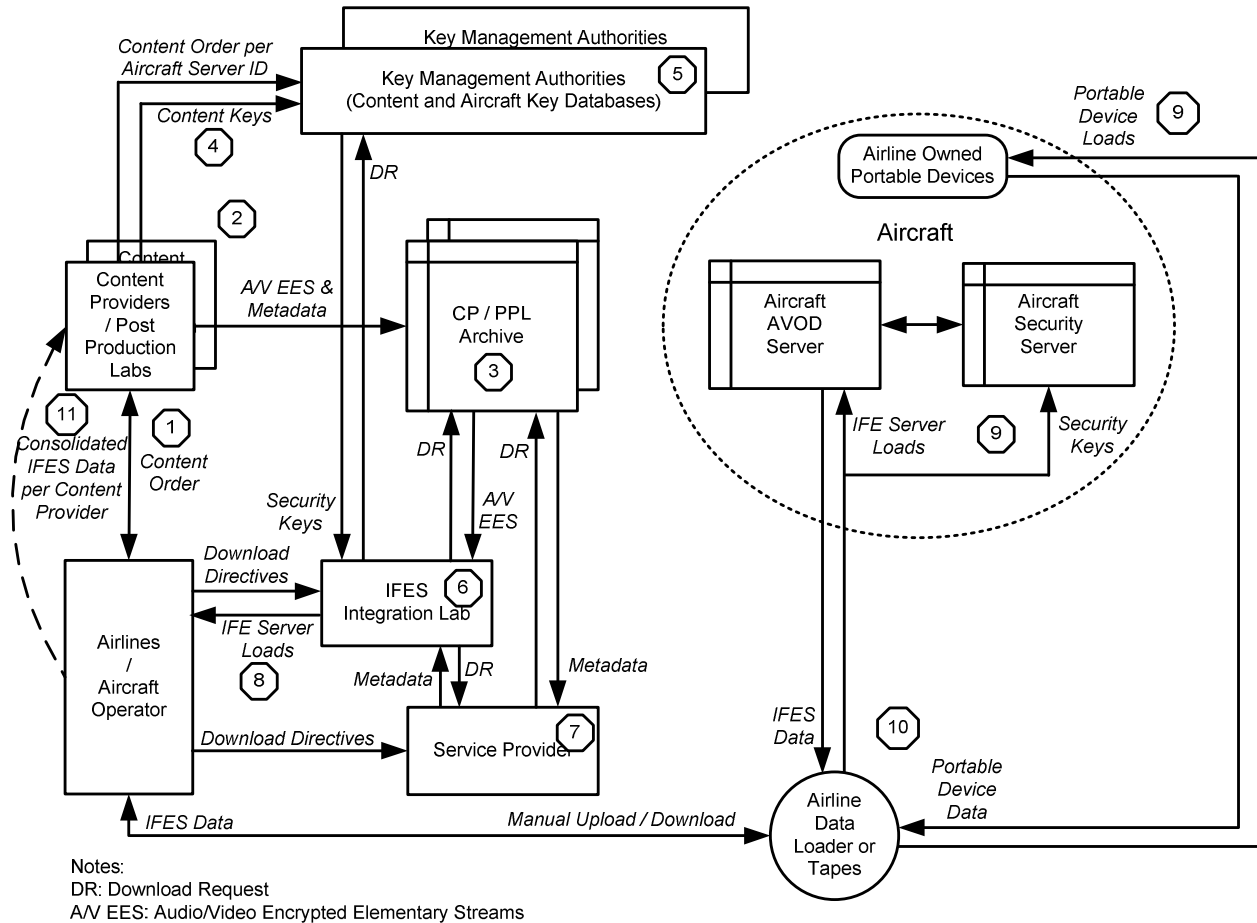 Key Management Authorities
Content Order per
Aircraft Server ID
Key Management Authorities
(Content and Aircraft Key Databases)
5
Content Keys
4
DR
Portable
Device
Loads
9
Airline Owned
Portable Devices
2
Content
Content
Providers
/ Post
Production
Labs
A/V EES &
Metadata
CP / PPL
Archive
3
Aircraft
Aircraft
AVOD
Server
Aircraft
Security
Server
11
Consolidated
IFES Data
per Content
Provider
1
Content
Order
DR
DR
A/V
EES
IFE Server
Loads
9
Security
Keys
Security
Keys
Download
Directives
IFES
Integration Lab
6
IFE Server
Loads
8
Airlines
/
Aircraft
Operator
Metadata
DR
Metadata
Download Directives
Service Provider
7
IFES
Data
10
Portable
Device
Data
Airline
Data
Loader or
Tapes
IFES Data
Manual Upload / Download
Notes:
DR: Download Request
A/V EES: Audio/Video Encrypted Elementary Streams